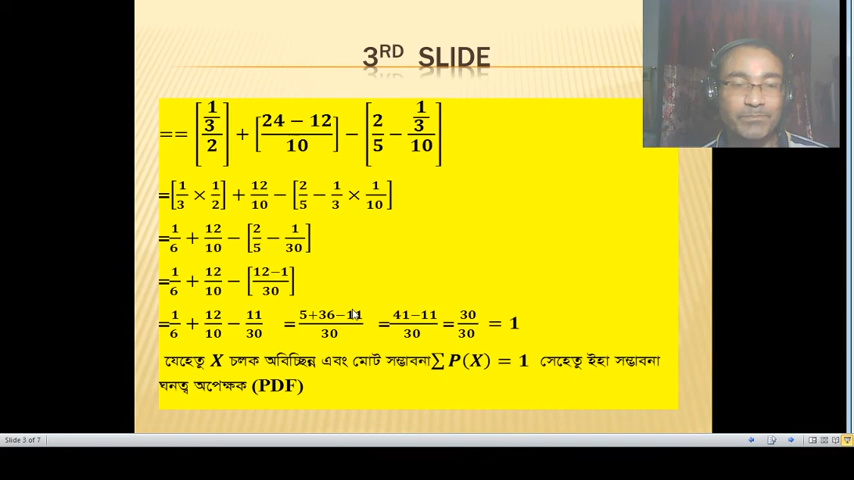 3RD SLIDE
== [1/3/2] + [24 − 12/10] − [2/5 − 1/3/10]
=[1/3 × 1/2] + 12/10 − [2/5 − 1/3 × 1/10]
=1/6 + 12/10 − [2/5 − 1/30]
=1/6 + 12/10 − [12−1/30]
=1/6 + 12/10 − 11/30 =5+36−11/30 =41−11/30 =30/30 = 1
যেহেতু X চলক অবিচ্ছিন্ন এবং মোট সম্ভাবনা∑ P(X) = 1 সেহেতু ইহা সম্ভাবনা
ঘনত্ব অপেক্ষক (PDF)
Slide 3 of 7